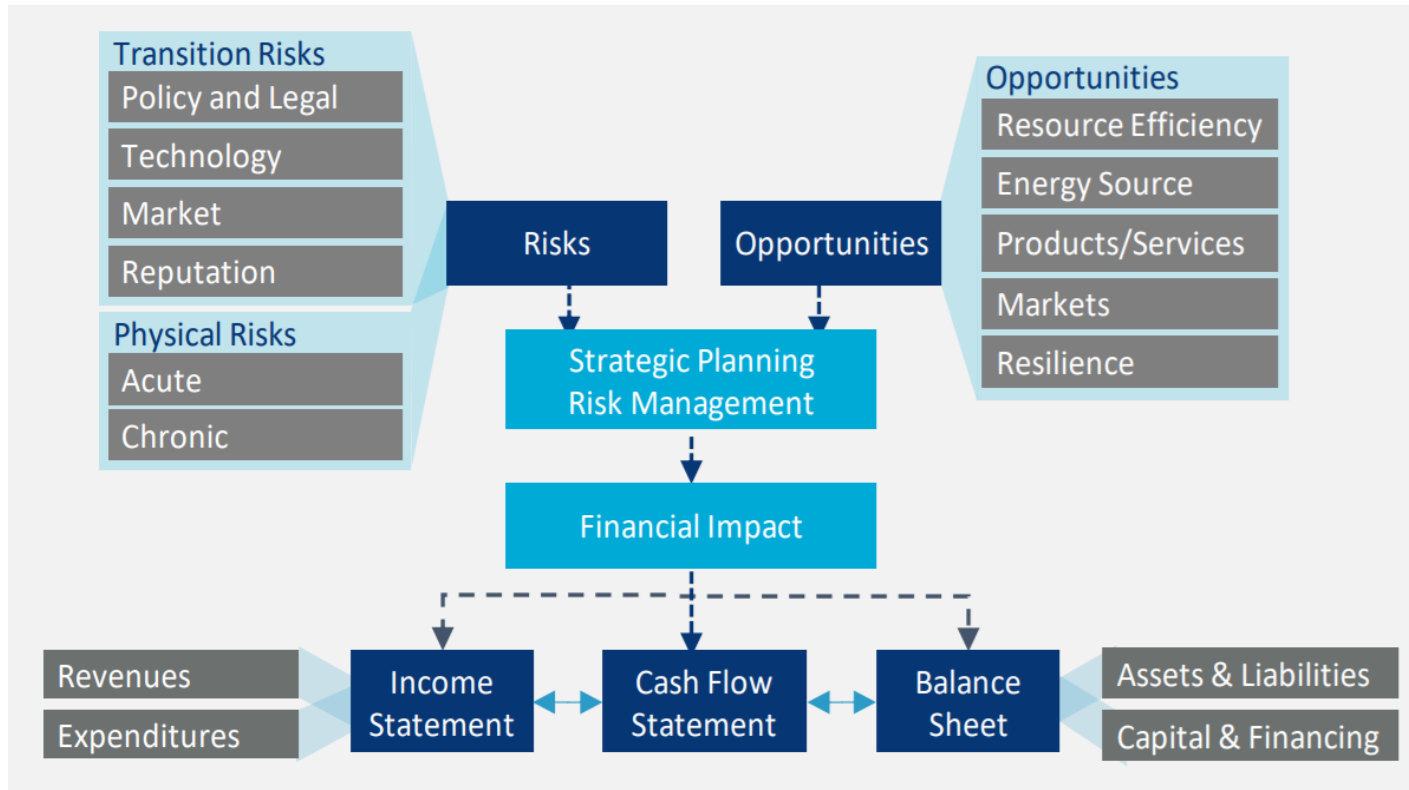 Transition Risks
Policy and Legal
Technology
Market
Reputation
Physical Risks
Acute
Chronic
Risks
Opportunities
Opportunities
Resource Efficiency
Energy Source
Products/Services
Markets
Resilience
Strategic Planning
Risk Management
Financial Impact
Revenues
Expenditures
Income
Statement
Cash Flow
Statement
Balance
Sheet
Assets & Liabilities
Capital & Financing